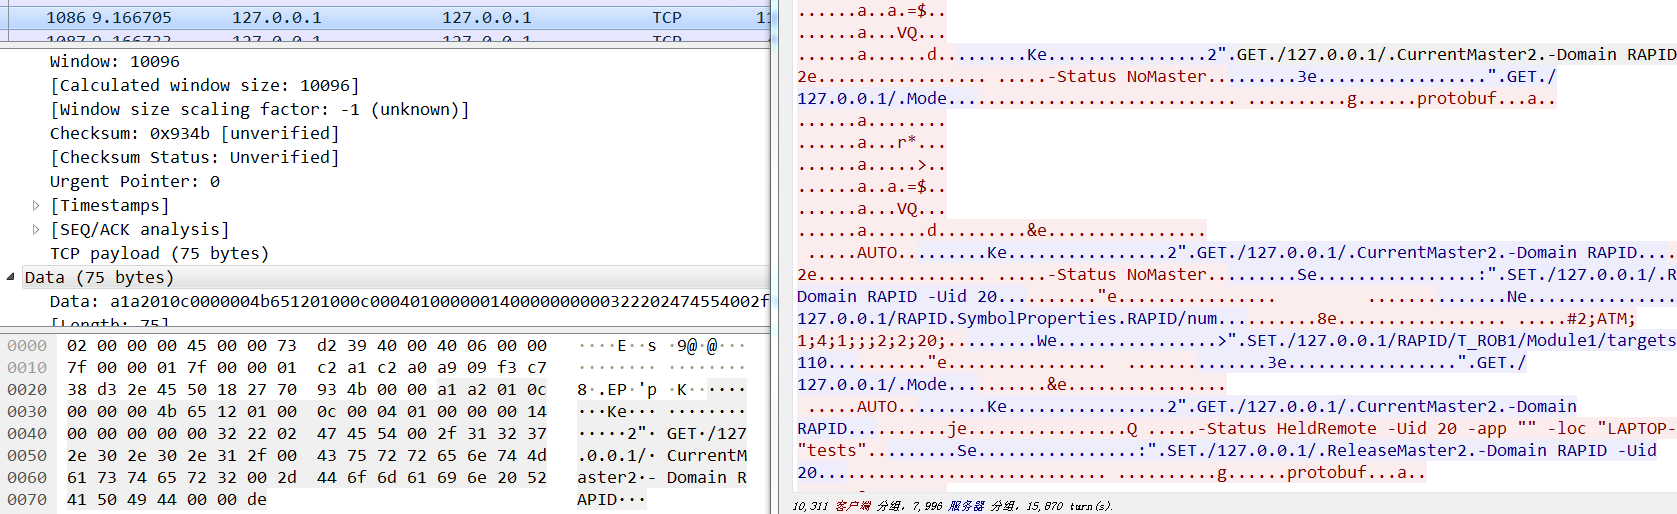 1086 9.166705 127.0.0.1 127.0.0.1 TCP
Window: 10096
[Calculated window size: 10096]
[Window size scaling factor: -1 (unknown)]
Checksum: 0x934b [unverified]
[Checksum Status: Unverified]
Urgent Pointer: 0
[Timestamps]
[SEQ/ACK analysis]
TCP payload (75 bytes)
Data (75 bytes)
Data: a1a2010c0000004b651201000c000401000000140000000000322202474554002f
[Length: 75]
0000 02 00 00 00 45 00 00 73 d2 39 40 00 40 06 00 00 ····E··s ·9@·@···
0010 7f 00 00 01 7f 00 00 01 c2 a1 c2 a0 a9 09 f3 c7 ········ ········
0020 38 d3 2e 45 50 18 27 70 93 4b 00 00 a1 a2 01 0c 8·.EP·'p ·K······
0030 00 00 00 4b 65 12 01 00 0c 00 04 01 00 00 00 14 ···Ke··· ········
0040 00 00 00 00 00 32 22 02 47 45 54 00 2f 31 32 37 ·····2"· GET·/127
0050 2e 30 2e 30 2e 31 2f 00 43 75 72 72 65 6e 74 4d .0.0.1/· CurrentM
0060 61 73 74 65 72 32 00 2d 44 6f 6d 61 69 6e 20 52 aster2·- Domain R
0070 41 50 49 44 00 00 de APID···
......a..a.=$..
......a...VQ...
......a......d.........Ke................2".GET./127.0.0.1/.CurrentMaster2.-Domain RAPID
2e................. .....-Status NoMaster.........3e.................".GET./
127.0.0.1/.Mode............................. ..........g......protobuf...a..
......a........
......a...r*...
......a.....>..
......a..a.=$..
......a...VQ...
......a......d.........&e................
.....AUTO.........Ke................2".GET./127.0.0.1/.CurrentMaster2.-Domain RAPID....
2e................. .....-Status NoMaster.........Se................:".SET./127.0.0.1/.R
Domain RAPID -Uid 20.........."e................ ..............Ne...............
127.0.0.1/RAPID.SymbolProperties.RAPID/num..........8e................. .....#2;ATM;
1;4;1;;;2;2;20;.........We................>".SET./127.0.0.1/RAPID/T_ROB1/Module1/targets
110.........."e................. ..............3e.................".GET./
127.0.0.1/.Mode..........&e................
.....AUTO.........Ke................2".GET./127.0.0.1/.CurrentMaster2.-Domain
RAPID..........je................Q .....-Status HeldRemote -Uid 20 -app "" -loc "LAPTOP-
"tests".........Se................:".SET./127.0.0.1/.ReleaseMaster2.-Domain RAPID -Uid
20........................... ..........g......protobuf...a..
10,311 客户端 分组, 7,996 服务器 分组, 15,870 turn(s).